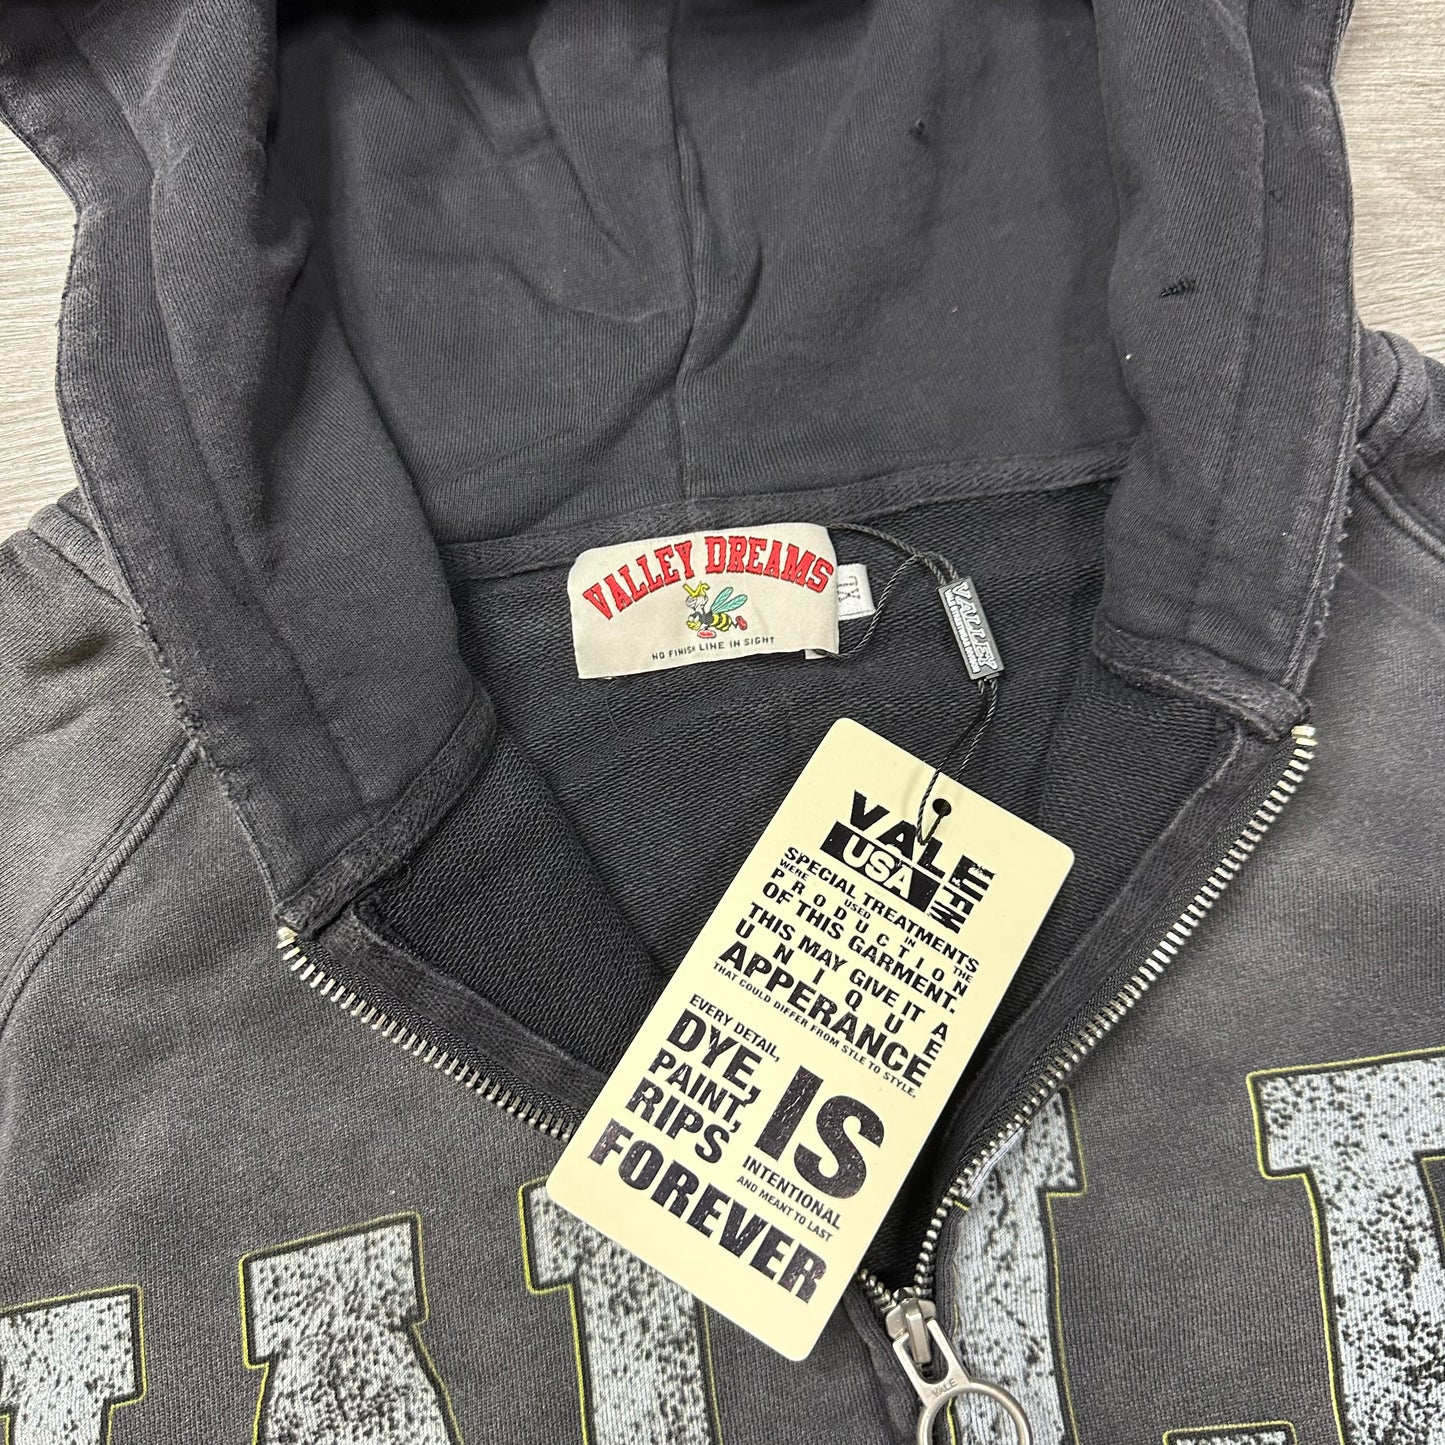 VALLEY DREAMS
NO FINISH LINE IN SIGHT
XL
VALLEY
VALE
USA
SPECIAL TREATMENTS
WERE USED IN THE
PRODUCTION
OF THIS GARMENT.
THIS MAY GIVE IT A
UNIQUE
APPERANCE
THAT COULD DIFFER FROM STLE TO STYLE.
EVERY DETAIL,
DYE,
PAINT,
RIPS
IS
INTENTIONAL
AND MEANT TO LAST
FOREVER
VALE